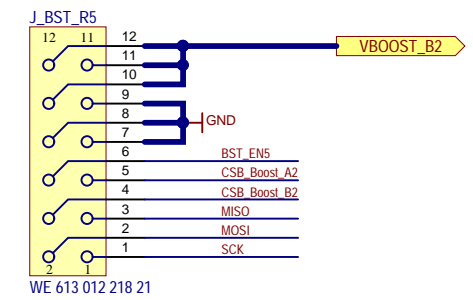 J_BST_R5
12 11 12 VBOOST_B2
11
10
9
8 GND
7
6 BST_EN5
5 CSB_Boost_A2
4 CSB_Boost_B2
3 MISO
2 MOSI
1 SCK
2 1
WE 613 012 218 21